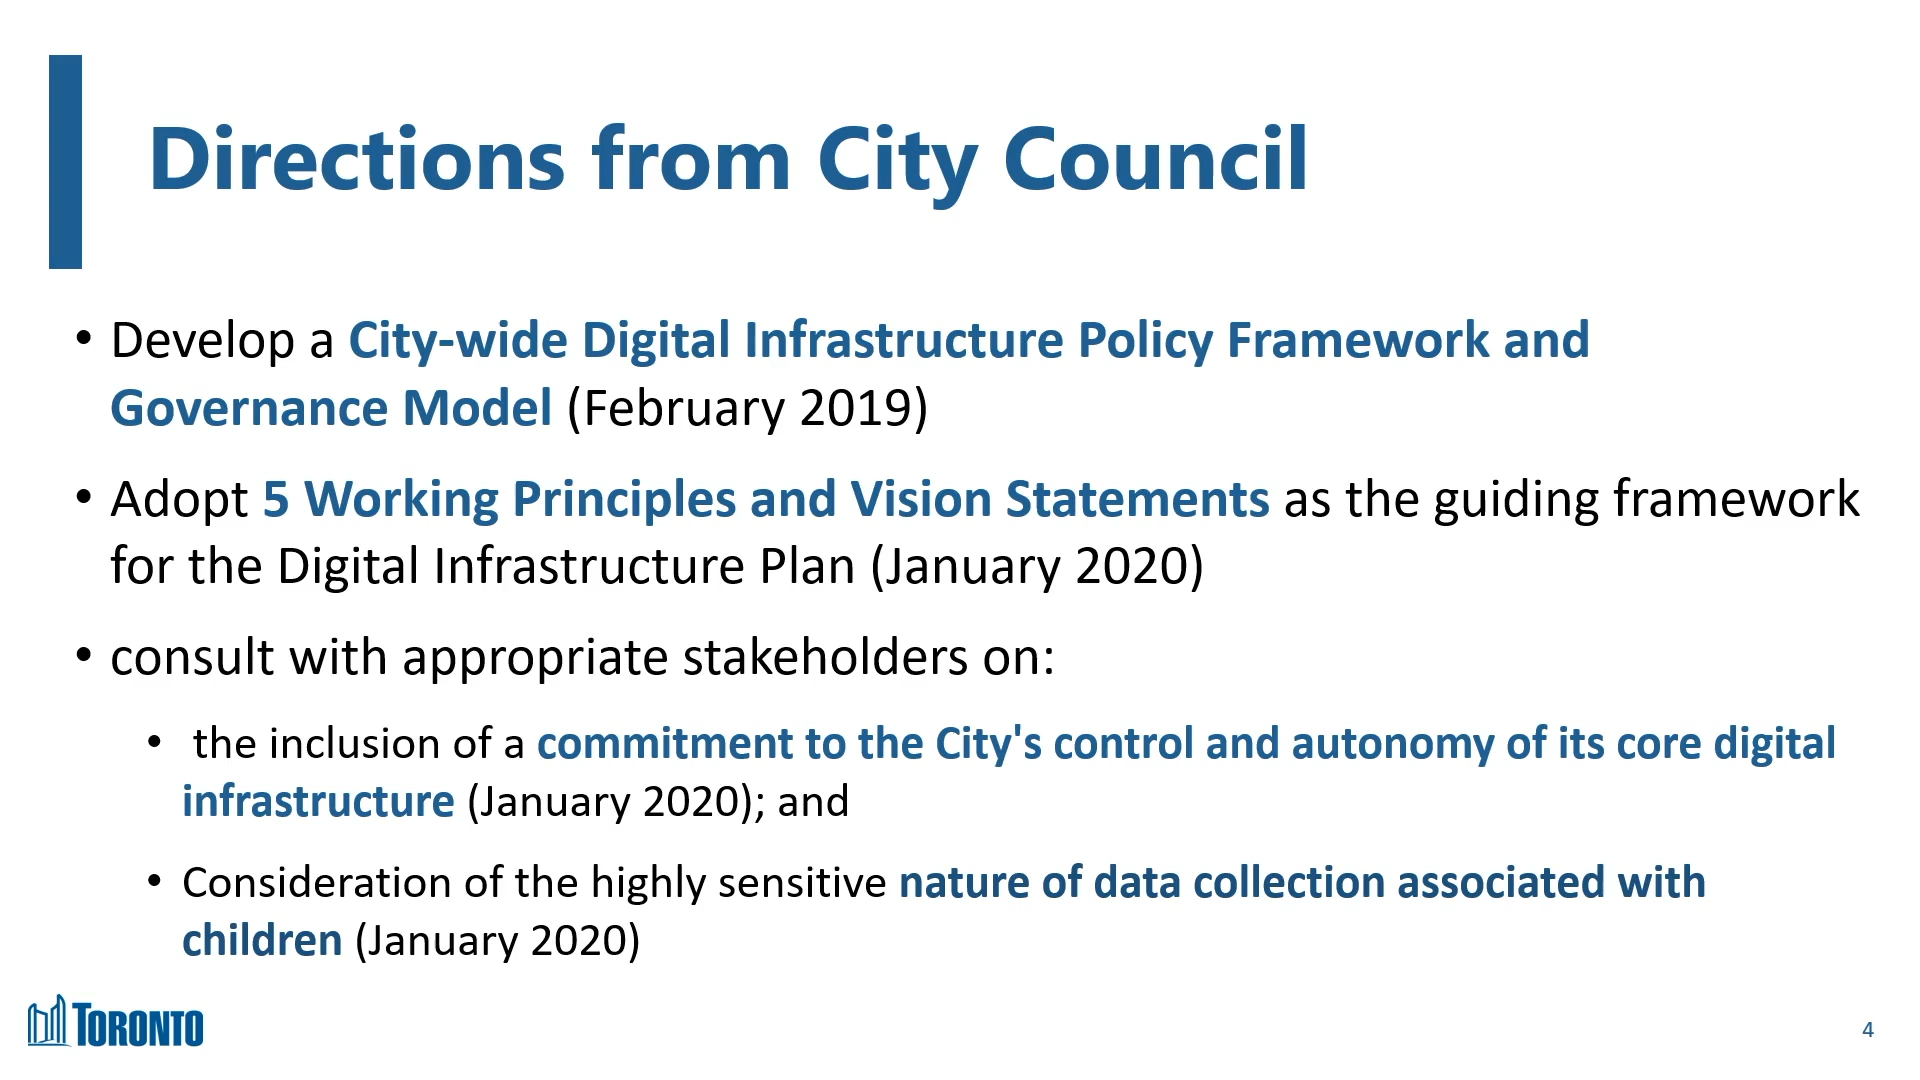 Directions from City Council
• Develop a City-wide Digital Infrastructure Policy Framework and
Governance Model (February 2019)
• Adopt 5 Working Principles and Vision Statements as the guiding framework
for the Digital Infrastructure Plan (January 2020)
• consult with appropriate stakeholders on:
• the inclusion of a commitment to the City's control and autonomy of its core digital
infrastructure (January 2020); and
• Consideration of the highly sensitive nature of data collection associated with
children (January 2020)
TORONTO
4